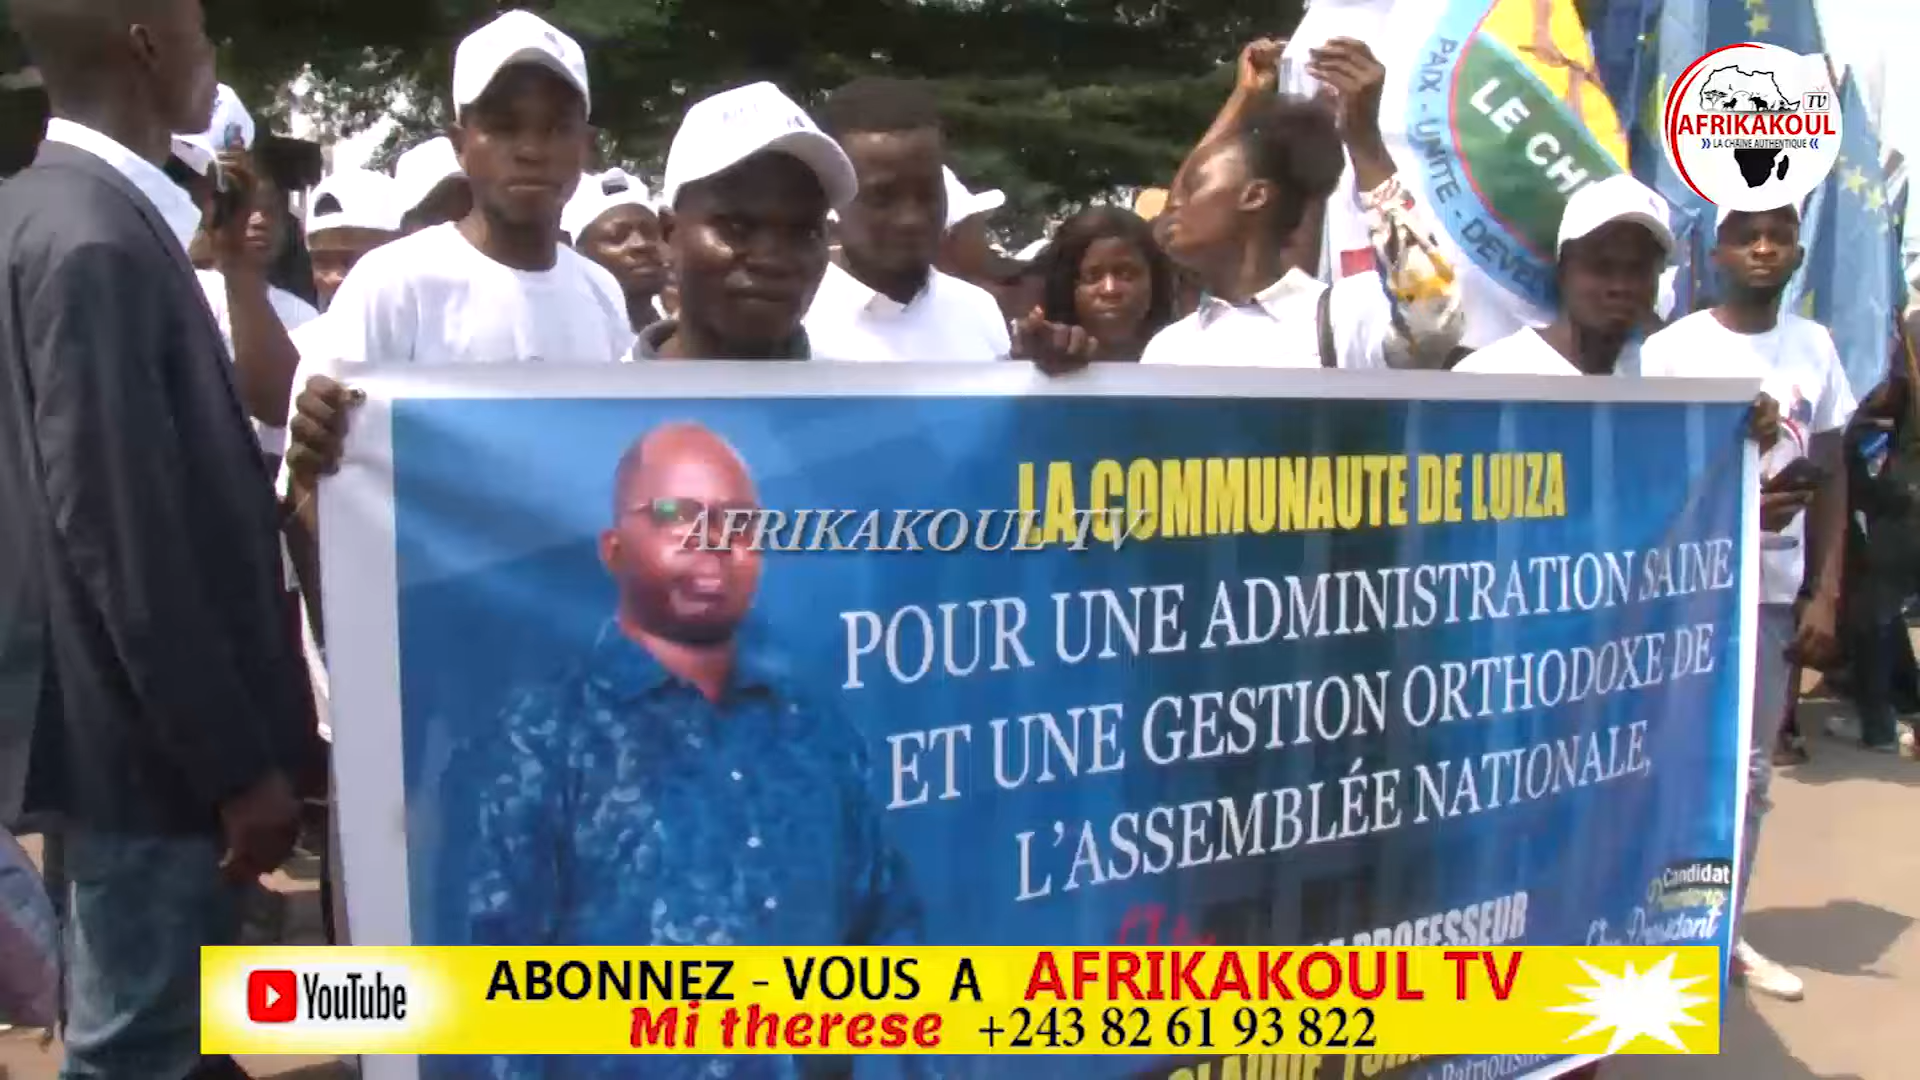 PAIX - UNITE - DEVE
LE CH
TV
AFRIKAKOUL
» LA CHAINE AUTHENTIQUE «
LA COMMUNAUTE DE LUIZA
AFRIKAKOUL TV
POUR UNE ADMINISTRATION SAINE
ET UNE GESTION ORTHODOXE DE
L'ASSEMBLÉE NATIONALE,
Candidat
PROFESSEUR
YouTube
ABONNEZ - VOUS A AFRIKAKOUL TV
Mi therese +243 82 61 93 822